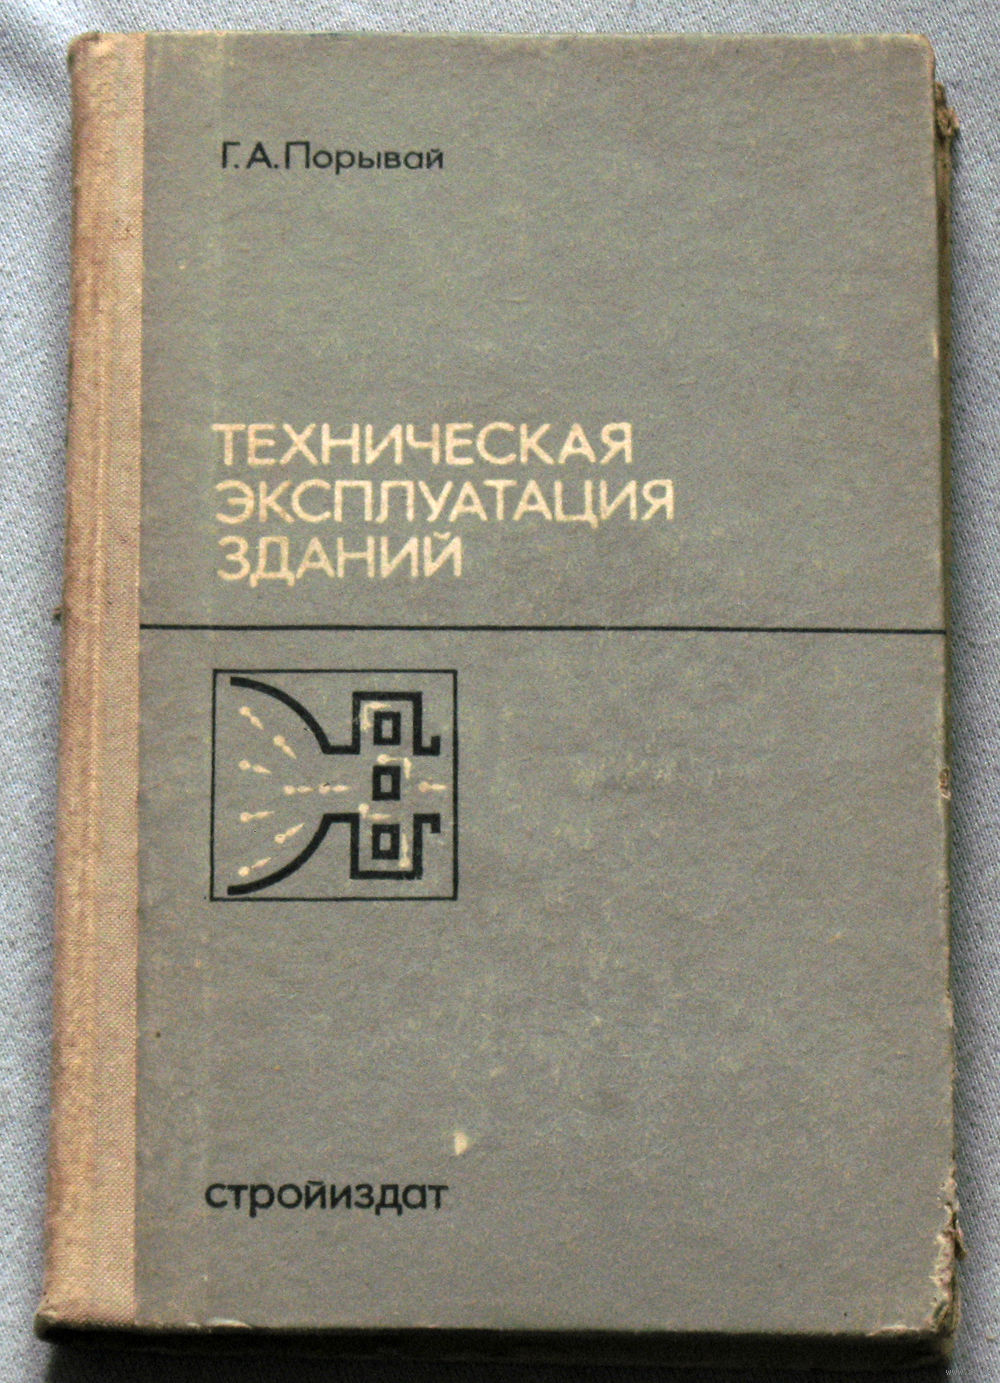 Г. А. Порывай
ТЕХНИЧЕСКАЯ
ЭКСПЛУАТАЦИЯ
ЗДАНИЙ
стройиздат